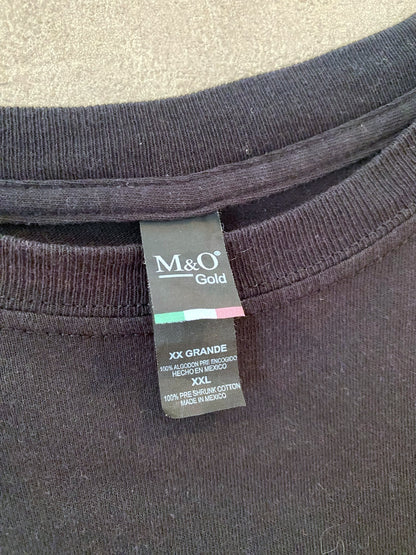 M&O®
Gold
XX GRANDE
100% ALGODON PRE ENCOGIDO
HECHO EN MEXICO
XXL
100% PRE SHRUNK COTTON
MADE IN MEXICO